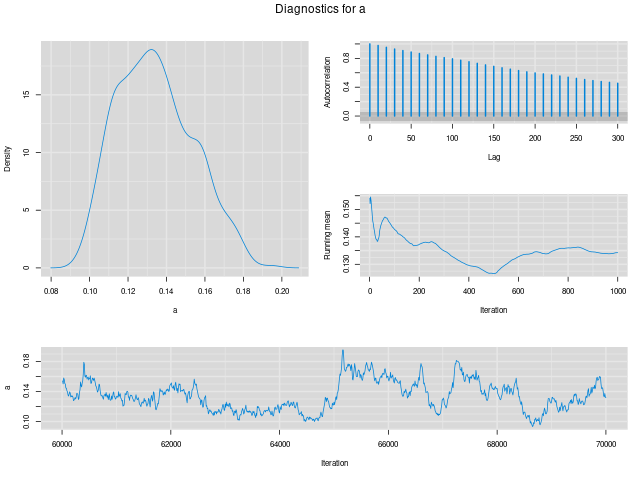 Diagnostics for a
Density
0
5
10
15
0.08 0.10 0.12 0.14 0.16 0.18 0.20
a
Autocorrelation
0.0 0.4 0.8
0 50 100 150 200 250 300
Lag
Running mean
0.130 0.140 0.150
0 200 400 600 800 1000
Iteration
a
0.10 0.14 0.18
60000 62000 64000 66000 68000 70000
Iteration